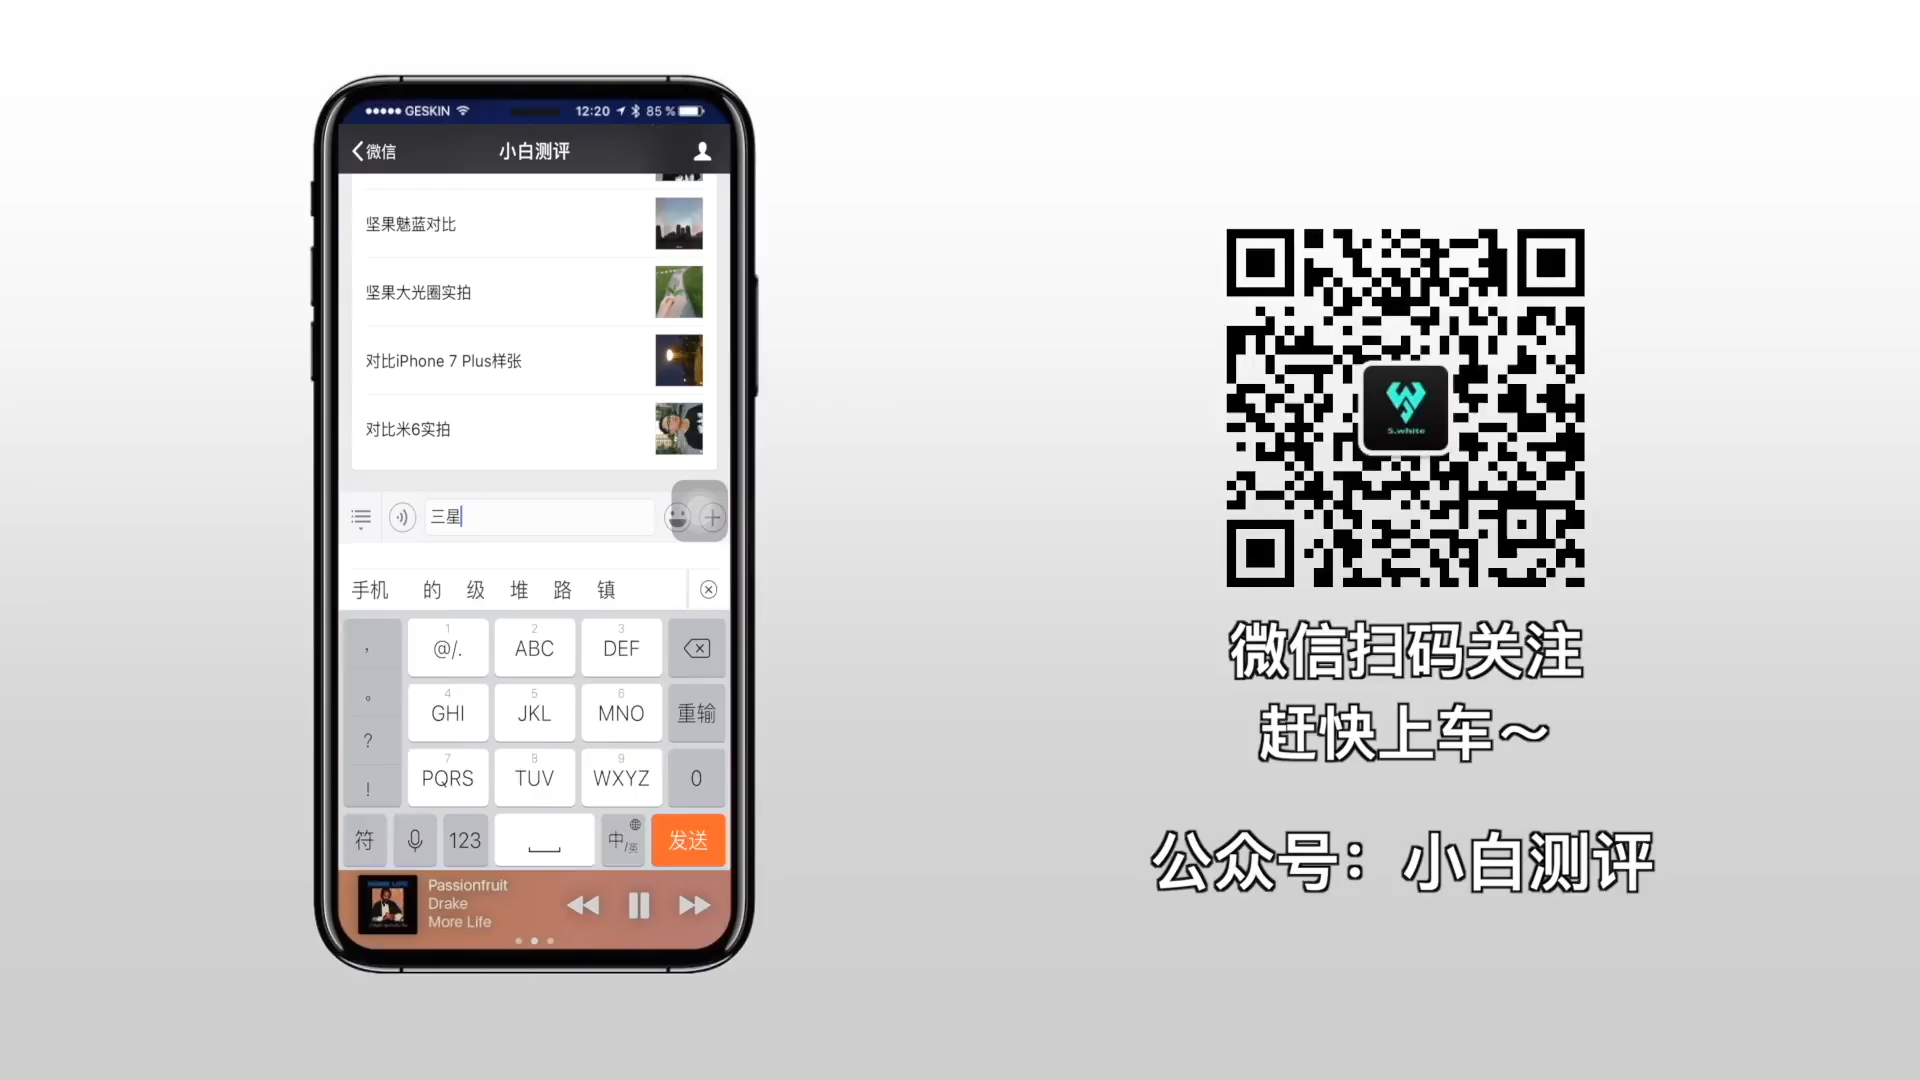 GESKIN
12:20
85 %
微信
小白测评
坚果魅蓝对比
坚果大光圈实拍
对比iPhone 7 Plus样张
对比米6实拍
三星
手机 的 级 堆 路 镇
, 1 @/. 2 ABC 3 DEF
。 4 GHI 5 JKL 6 MNO 重输
? 7 PQRS 8 TUV 9 WXYZ 0
!
符 123 中/英 发送
MORE LIFE
Passionfruit
Drake
More Life
S.white
微信扫码关注
赶快上车～
公众号：小白测评